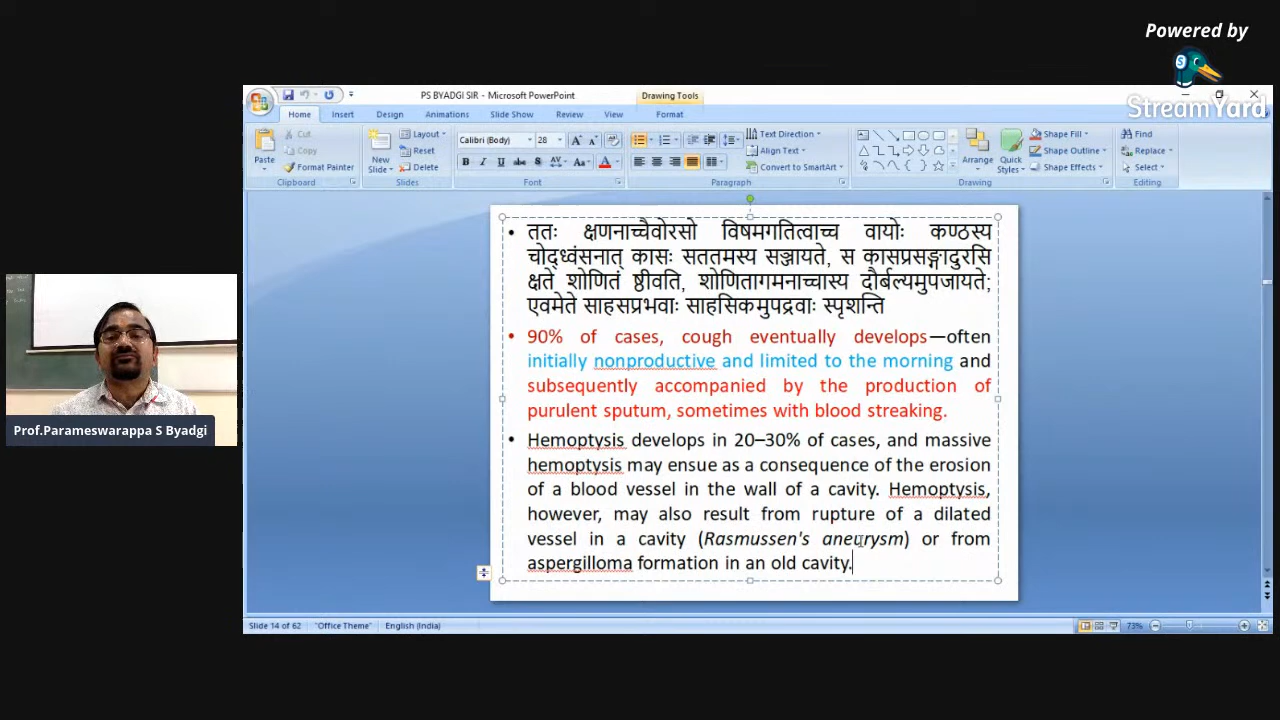 Powered by
StreamYard
PS BYADGI SIR - Microsoft PowerPoint
Drawing Tools
Home Insert Design Animations Slide Show Review View Format
Paste
Cut
Copy
Format Painter
Clipboard
New Slide
Layout
Reset
Delete
Slides
Calibri (Body) 28
Font
Text Direction
Align Text
Convert to SmartArt
Paragraph
Arrange
Quick Styles
Shape Fill
Shape Outline
Shape Effects
Drawing
Find
Replace
Select
Editing
• ततः क्षणनाच्चैवोरसो विषमगतित्वाच्च वायोः कण्ठस्य
चोद्ध्वंसनात् कासः सततमस्य सञ्जायते, स कासप्रसङ्गादुरसि
क्षते शोणितं ष्ठीवति, शोणितागमनाच्चास्य दौर्बल्यमुपजायते;
एवमेते साहसप्रभवाः साहसिकमुपद्रवाः स्पृशन्ति
• 90% of cases, cough eventually develops—often
initially nonproductive and limited to the morning and
subsequently accompanied by the production of
purulent sputum, sometimes with blood streaking.
• Hemoptysis develops in 20–30% of cases, and massive
hemoptysis may ensue as a consequence of the erosion
of a blood vessel in the wall of a cavity. Hemoptysis,
however, may also result from rupture of a dilated
vessel in a cavity (Rasmussen's aneurysm) or from
aspergilloma formation in an old cavity.
Prof.Parameswarappa S Byadgi
Slide 14 of 62 "Office Theme" English (India) 73%